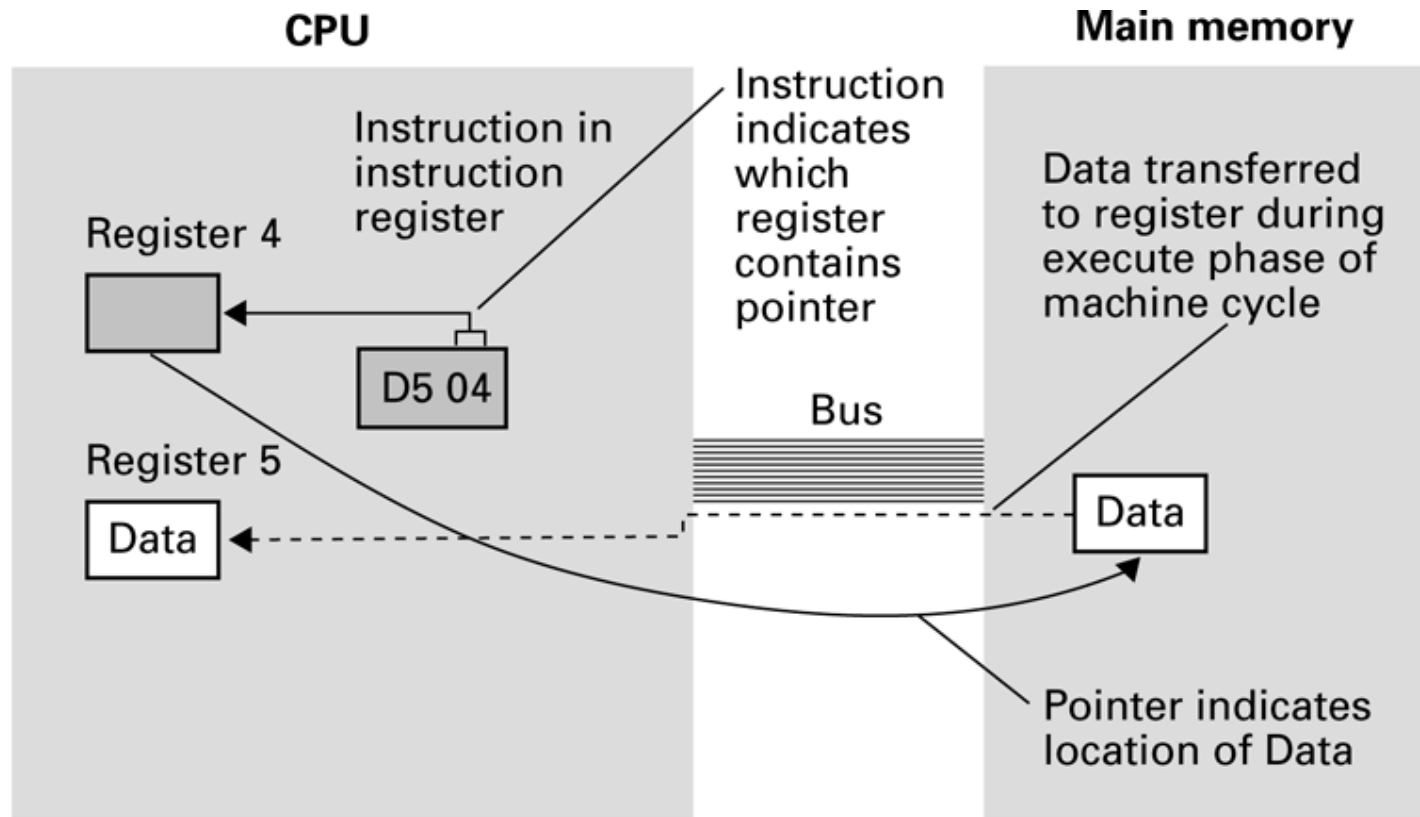 CPU
Main memory
Instruction in
instruction
register
Instruction
indicates
which
register
contains
pointer
Data transferred
to register during
execute phase of
machine cycle
Register 4
D5 04
Bus
Register 5
Data
Data
Pointer indicates
location of Data